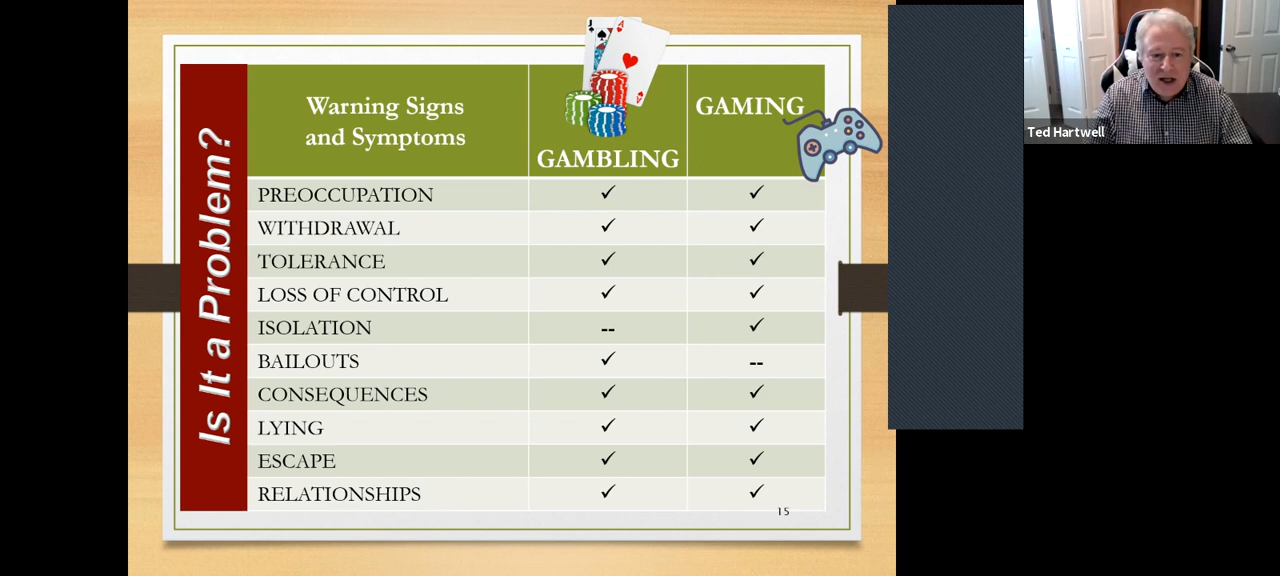 Is It a Problem?
Warning Signs
and Symptoms
GAMBLING
GAMING
PREOCCUPATION ✓ ✓
WITHDRAWAL ✓ ✓
TOLERANCE ✓ ✓
LOSS OF CONTROL ✓ ✓
ISOLATION -- ✓
BAILOUTS ✓ --
CONSEQUENCES ✓ ✓
LYING ✓ ✓
ESCAPE ✓ ✓
RELATIONSHIPS ✓ ✓
15
J
A
A
Ted Hartwell